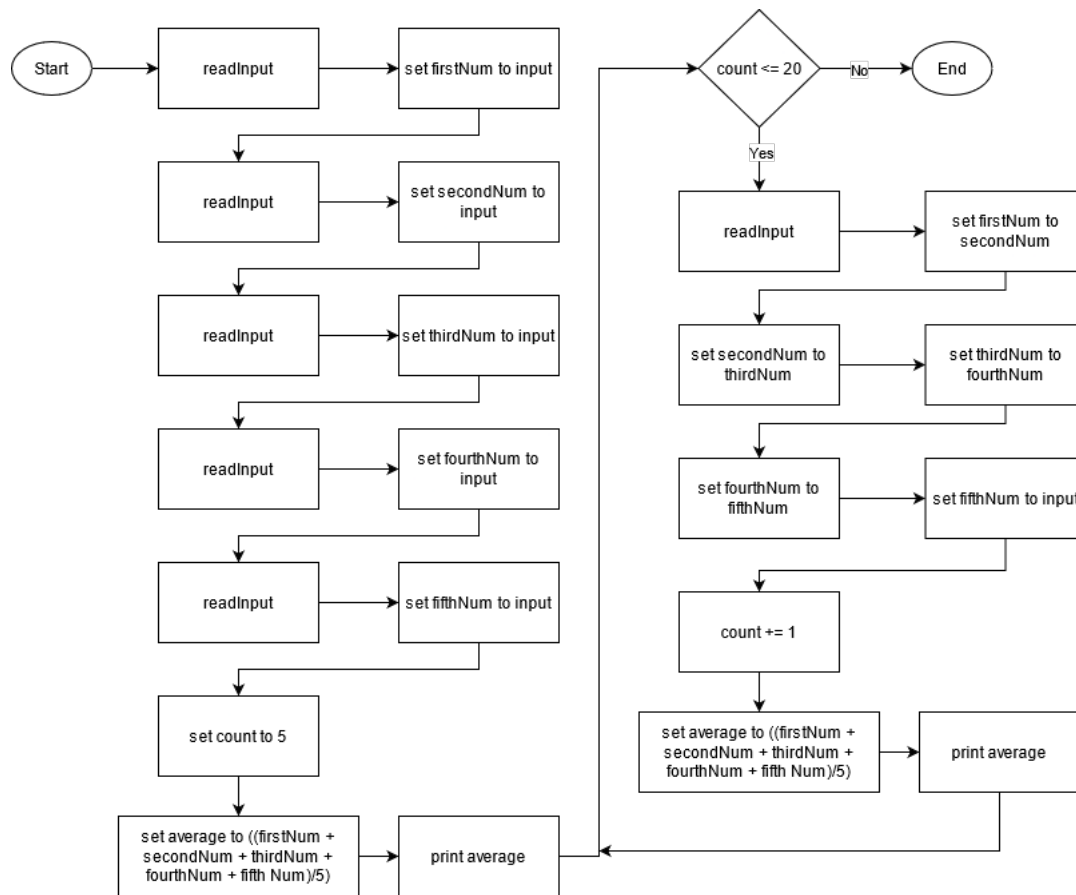 Start
readInput
set firstNum to input
readInput
set secondNum to
input
readInput
set thirdNum to input
readInput
set fourthNum to
input
readInput
set fifthNum to input
set count to 5
set average to ((firstNum +
secondNum + thirdNum +
fourthNum + fifth Num)/5)
print average
count <= 20
No
End
Yes
readInput
set firstNum to
secondNum
set secondNum to
thirdNum
set thirdNum to
fourthNum
set fourthNum to
fifthNum
set fifthNum to input
count += 1
set average to ((firstNum +
secondNum + thirdNum +
fourthNum + fifth Num)/5)
print average